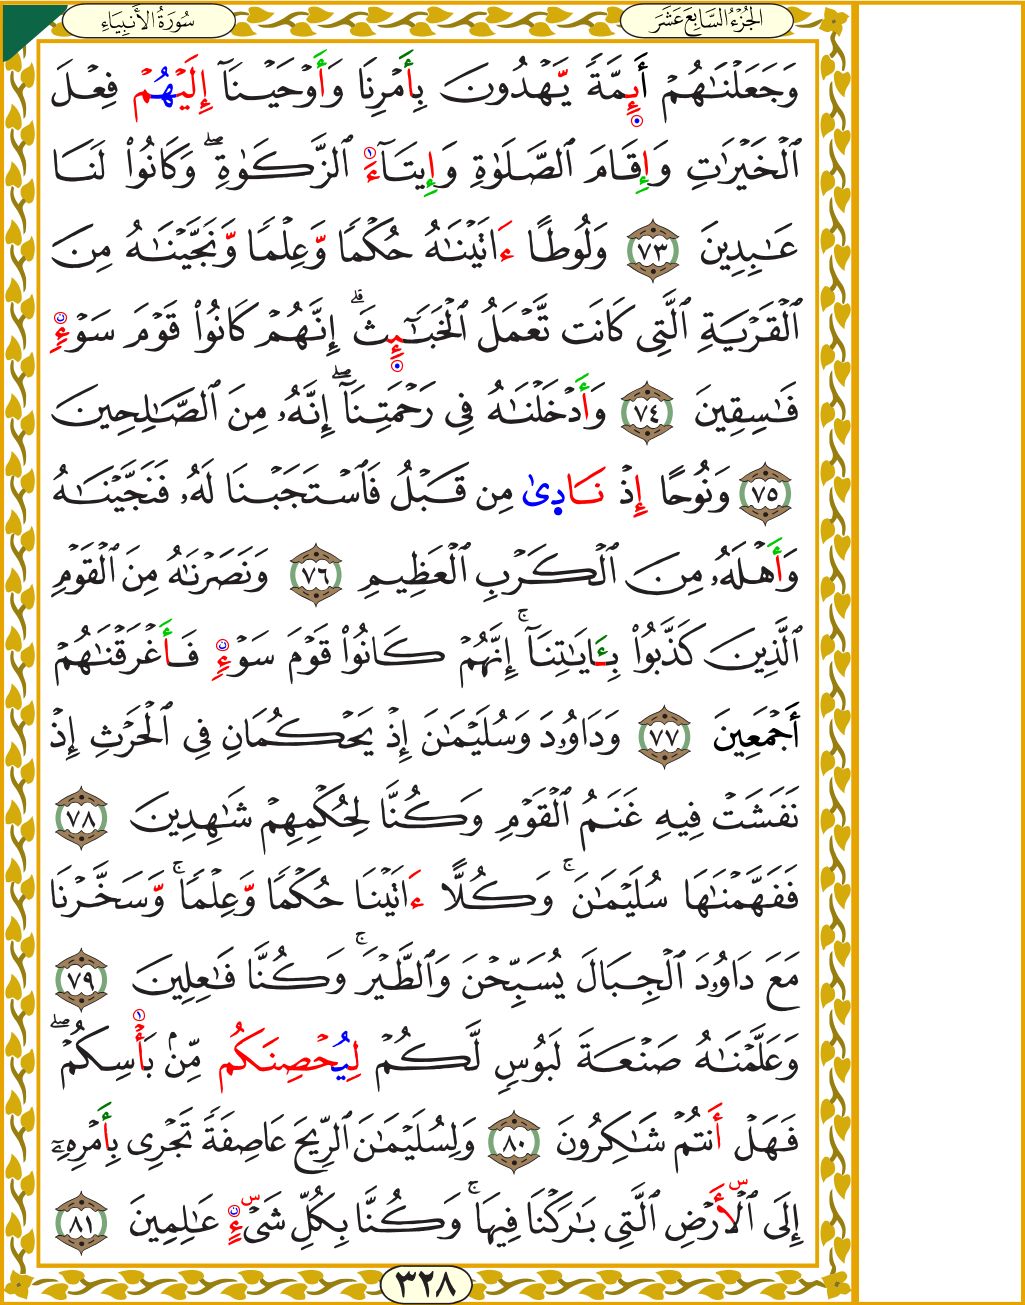 الجُزْءُ السَّابِعَ عَشَرَ
سُورَةُ الأَنبِيَاءِ
وَجَعَلْنَٰهُمْ أَئِمَّةً يَهْدُونَ بِأَمْرِنَا وَأَوْحَيْنَآ إِلَيْهُمْ فِعْلَ
ٱلْخَيْرَٰتِ وَإِقَامَ ٱلصَّلَوٰةِ وَإِيتَآءَ ٱلزَّكَوٰةِ ۖ وَكَانُوا۟ لَنَا
عَٰبِدِينَ ٧٣ وَلُوطًا ءَاتَيْنَٰهُ حُكْمًا وَّعِلْمًا وَّنَجَّيْنَٰهُ مِنَ
ٱلْقَرْيَةِ ٱلَّتِى كَانَت تَّعْمَلُ ٱلْخَبَٰٓئِثَ ۗ إِنَّهُمْ كَانُوا۟ قَوْمَ سَوْءٍ
فَٰسِقِينَ ٧٤ وَأَدْخَلْنَٰهُ فِى رَحْمَتِنَآ ۖ إِنَّهُۥ مِنَ ٱلصَّٰلِحِينَ
٧٥ وَنُوحًا إِذْ نَادَىٰ مِن قَبْلُ فَٱسْتَجَبْنَا لَهُۥ فَنَجَّيْنَٰهُ
وَأَهْلَهُۥ مِنَ ٱلْكَرْبِ ٱلْعَظِيمِ ٧٦ وَنَصَرْنَٰهُ مِنَ ٱلْقَوْمِ
ٱلَّذِينَ كَذَّبُوا۟ بِـَٔايَٰتِنَآ ۚ إِنَّهُمْ كَانُوا۟ قَوْمَ سَوْءٍ فَأَغْرَقْنَٰهُمْ
أَجْمَعِينَ ٧٧ وَدَاوُۥدَ وَسُلَيْمَٰنَ إِذْ يَحْكُمَانِ فِى ٱلْحَرْثِ إِذْ
نَفَشَتْ فِيهِ غَنَمُ ٱلْقَوْمِ وَكُنَّا لِحُكْمِهِمْ شَٰهِدِينَ ٧٨
فَفَهَّمْنَٰهَا سُلَيْمَٰنَ ۚ وَكُلًّا ءَاتَيْنَا حُكْمًا وَّعِلْمًا ۚ وَّسَخَّرْنَا
مَعَ دَاوُۥدَ ٱلْجِبَالَ يُسَبِّحْنَ وَٱلطَّيْرَ ۚ وَكُنَّا فَٰعِلِينَ ٧٩
وَعَلَّمْنَٰهُ صَنْعَةَ لَبُوسٍ لَّكُمْ لِيُحْصِنَكُم مِّنۢ بَأْسِكُمْ ۖ
فَهَلْ أَنتُمْ شَٰكِرُونَ ٨٠ وَلِسُلَيْمَٰنَ ٱلرِّيحَ عَاصِفَةً تَجْرِى بِأَمْرِهِۦٓ
إِلَى ٱلْأَرْضِ ٱلَّتِى بَٰرَكْنَا فِيهَا ۚ وَكُنَّا بِكُلِّ شَىْءٍ عَٰلِمِينَ ٨١
٣٢٨